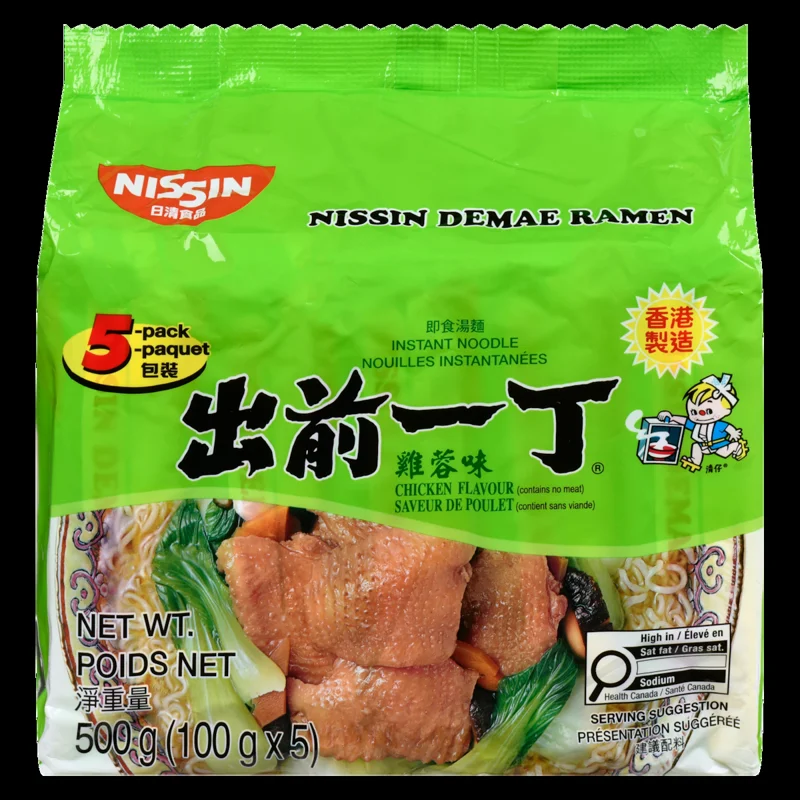 NISSIN
日清食品
NISSIN DEMAE RAMEN
5-pack
-paquet
包裝
即食湯麵
INSTANT NOODLE
NOUILLES INSTANTANÉES
香港
製造
出前一丁®
雞蓉味
CHICKEN FLAVOUR (contains no meat)
SAVEUR DE POULET (contient sans viande)
清仔®
NET WT.
POIDS NET
淨重量
500 g (100 g x 5)
High in / Élevé en
Sat fat / Gras sat.
Sodium
Health Canada / Santé Canada
SERVING SUGGESTION
PRÉSENTATION SUGGÉRÉE
建議配料